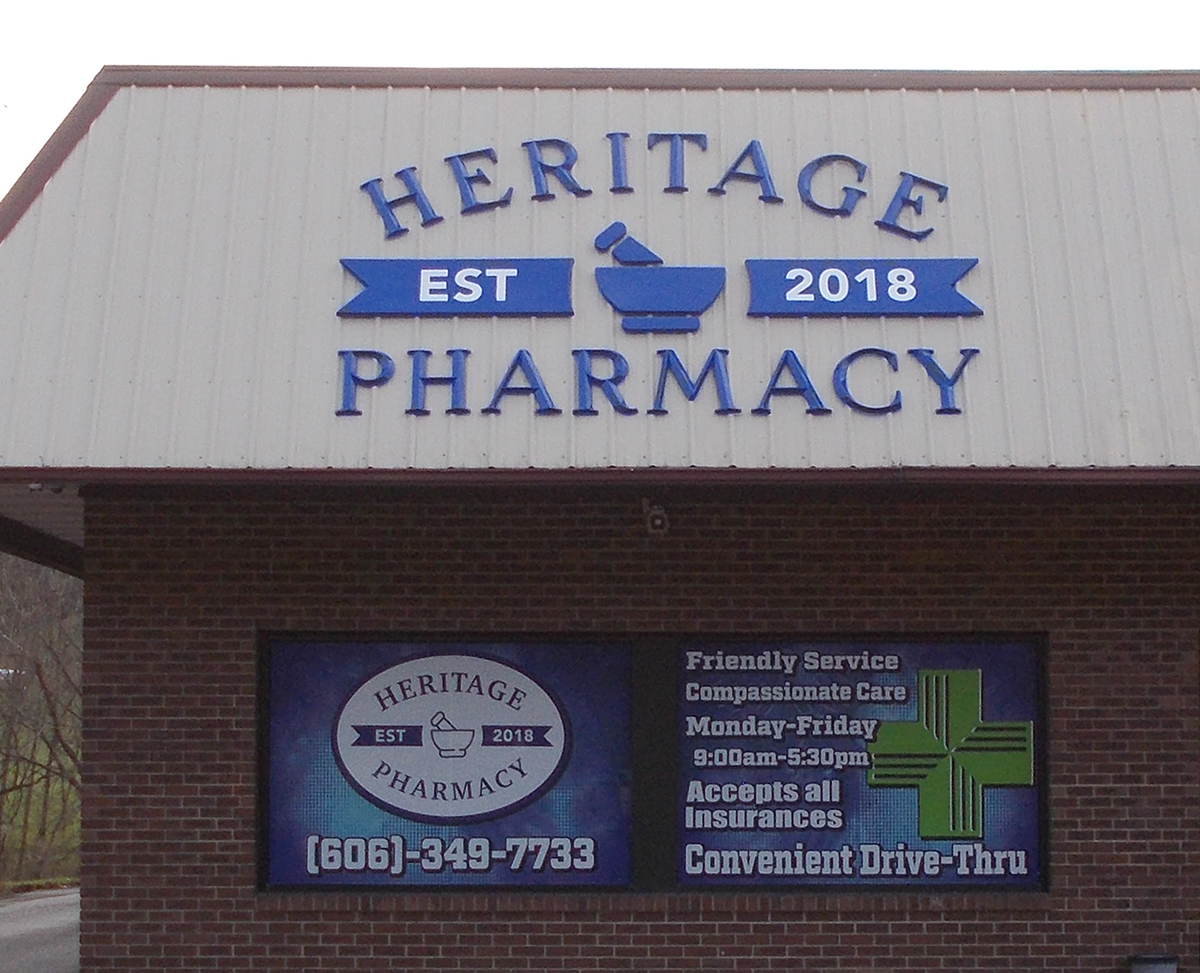 HERITAGE
EST 2018
PHARMACY
HERITAGE
EST 2018
PHARMACY
(606)-349-7733
Friendly Service
Compassionate Care
Monday-Friday
9:00am-5:30pm
Accepts all
Insurances
Convenient Drive-Thru